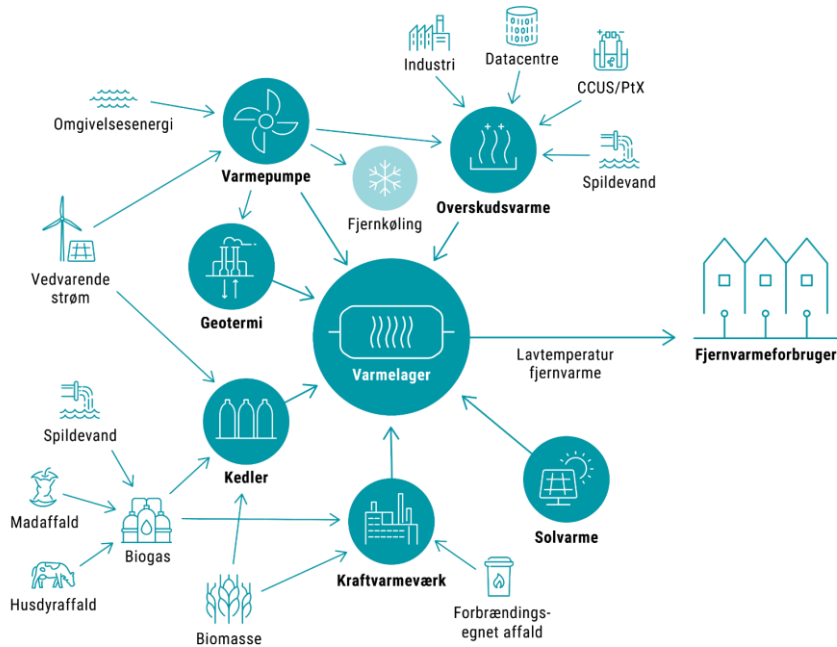 Industri
Datacentre
CCUS/PtX
Omgivelsesenergi
Varmepumpe
Spildevand
Fjernkøling
Overskudsvarme
Vedvarende
strøm
Geotermi
Varmelager
Lavtemperatur
fjernvarme
Fjernvarmeforbruger
Spildevand
Kedler
Madaffald
Biogas
Solvarme
Husdyraffald
Kraftvarmeværk
Biomasse
Forbrændings-
egnet affald